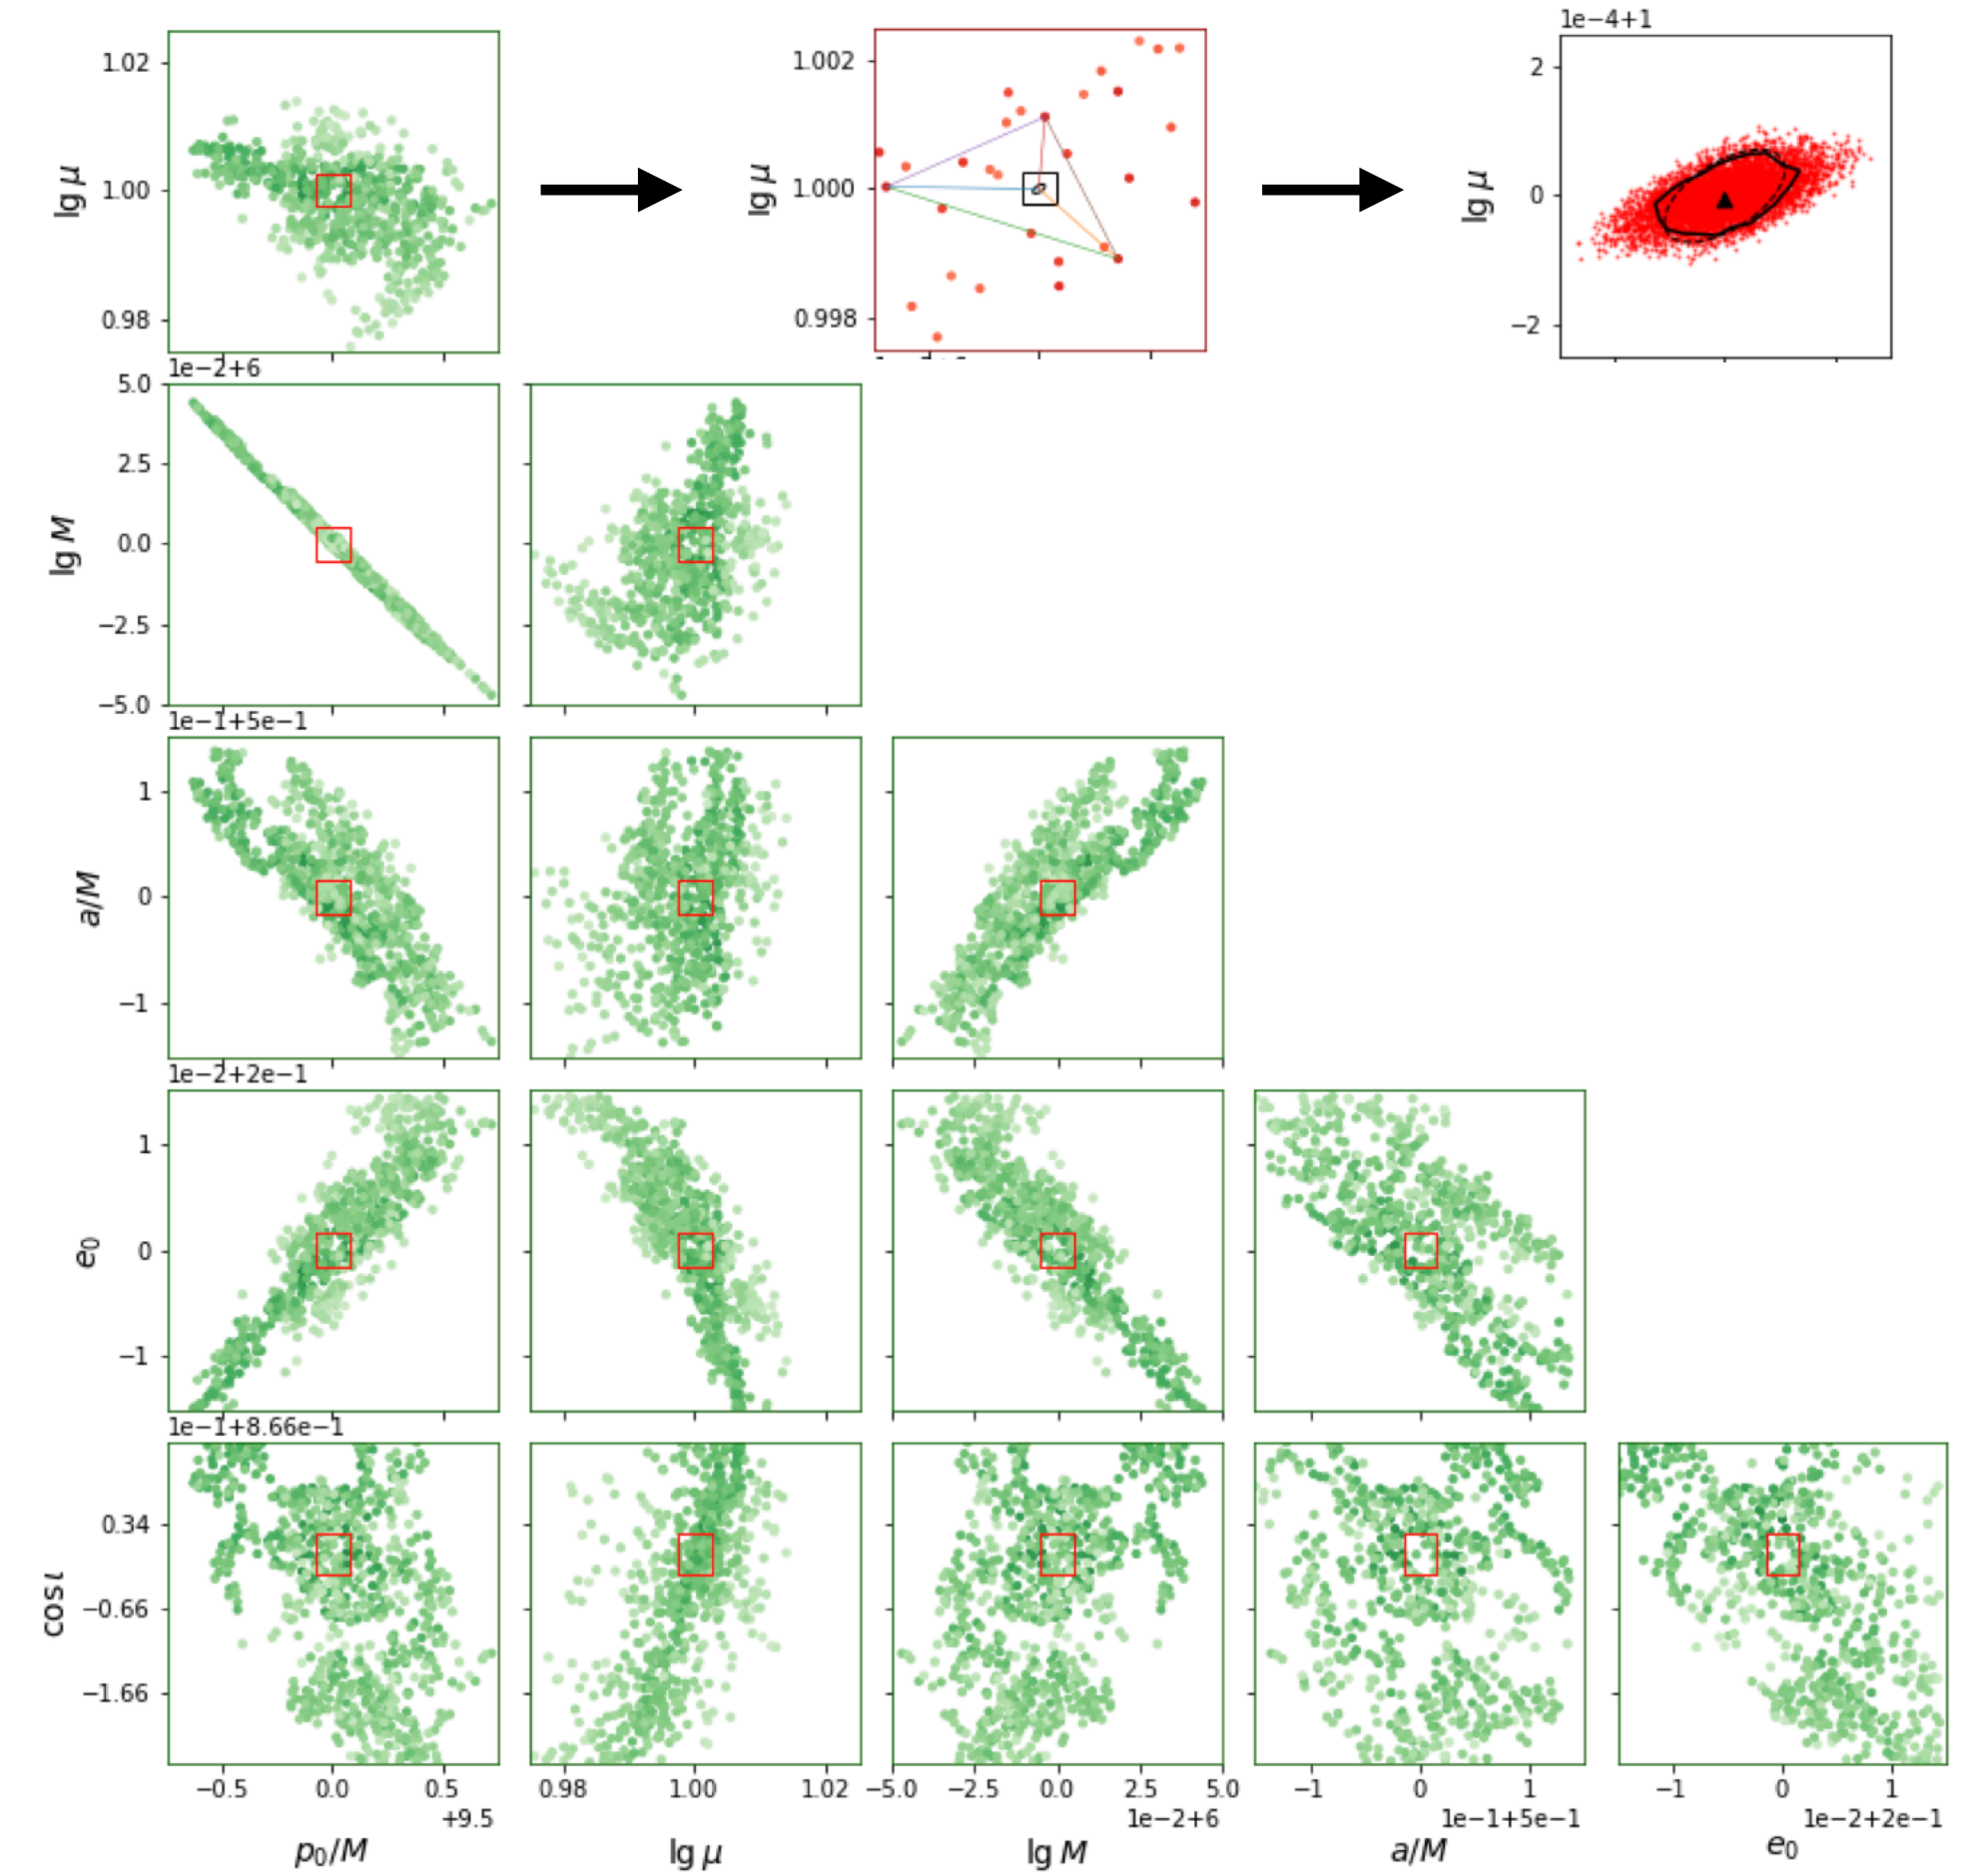 1e−4+1
1.02
1.00
0.98
lg μ
1.002
1.000
0.998
lg μ
2
0
−2
lg μ
1e−2+6
5.0
2.5
0.0
−2.5
−5.0
lg M
1e−1+5e−1
1
0
−1
a/M
1e−2+2e−1
1
0
−1
e₀
1e−1+8.66e−1
0.34
−0.66
−1.66
cos ι
−0.5 0.0 0.5
+9.5
p₀/M
0.98 1.00 1.02
lg μ
−5.0 −2.5 0.0 2.5 5.0
1e−2+6
lg M
−1 0 1
1e−1+5e−1
a/M
−1 0 1
1e−2+2e−1
e₀